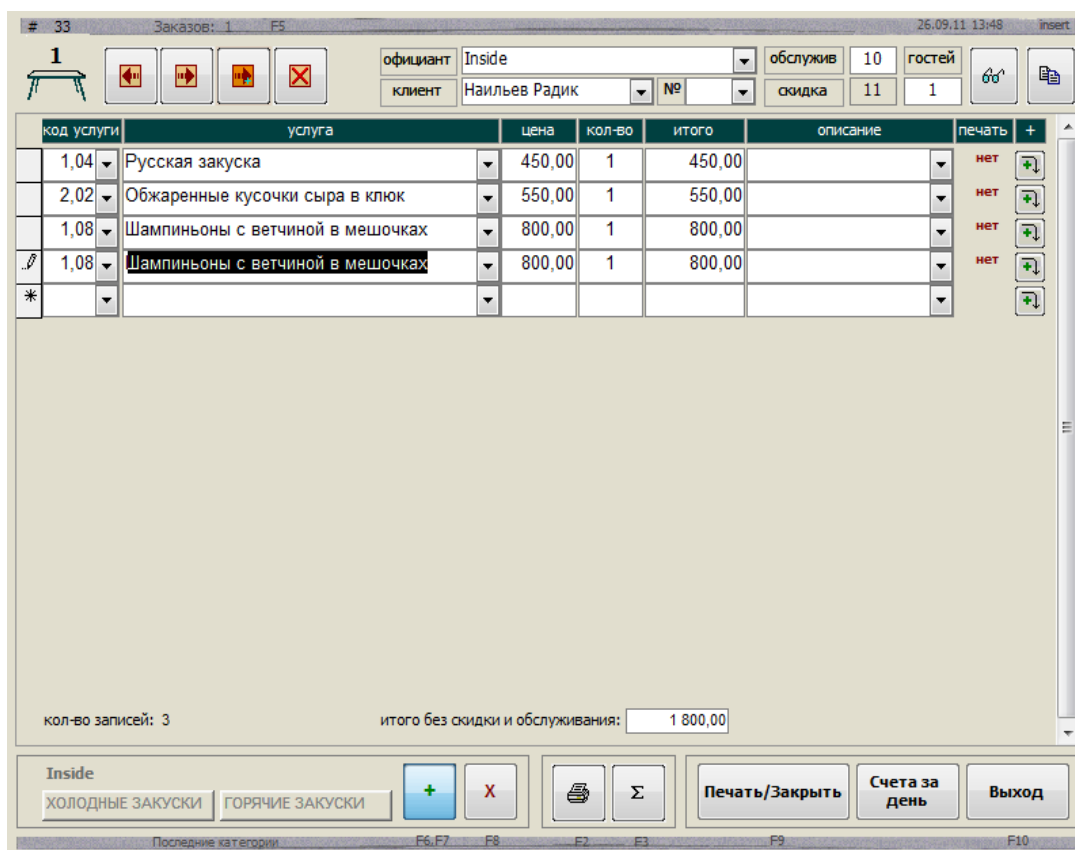 # 33 Заказов: 1 F5 26.09.11 13:48 insert
1 официант Inside обслужив 10 гостей
клиент Наильев Радик № скидка 11 1
код услуги услуга цена кол-во итого описание печать +
1,04 Русская закуска 450,00 1 450,00 нет
2,02 Обжаренные кусочки сыра в клюк 550,00 1 550,00 нет
1,08 Шампиньоны с ветчиной в мешочках 800,00 1 800,00 нет
1,08 Шампиньоны с ветчиной в мешочках 800,00 1 800,00 нет
кол-во записей: 3 итого без скидки и обслуживания: 1 800,00
Inside
ХОЛОДНЫЕ ЗАКУСКИ ГОРЯЧИЕ ЗАКУСКИ + X Σ Печать/Закрыть Счета за день Выход
Последние категории F6,F7 F8 F2 F3 F9 F10